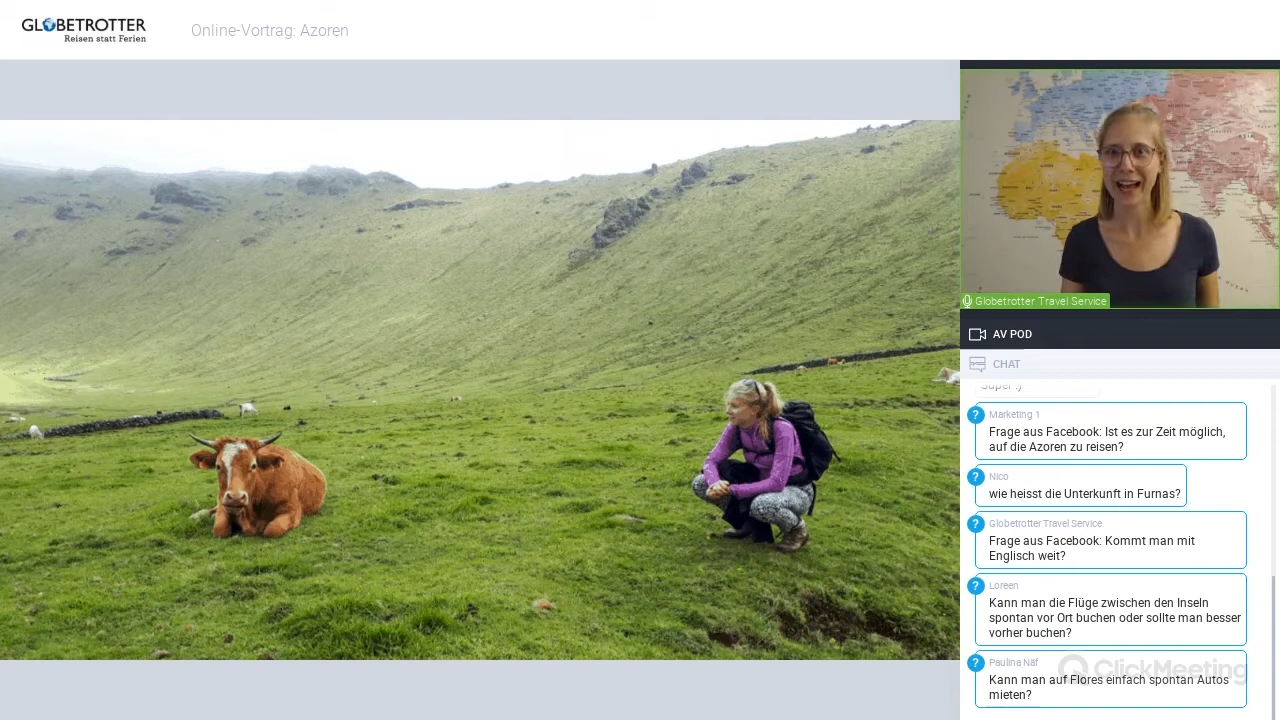 GLOBETROTTER
Reisen statt Ferien
Online-Vortrag: Azoren
ASIA
Globetrotter Travel Service
AV POD
CHAT
Super :)
Marketing 1
Frage aus Facebook: Ist es zur Zeit möglich,
auf die Azoren zu reisen?
Nico
wie heisst die Unterkunft in Furnas?
Globetrotter Travel Service
Frage aus Facebook: Kommt man mit
Englisch weit?
Loreen
Kann man die Flüge zwischen den Inseln
spontan vor Ort buchen oder sollte man besser
vorher buchen?
Paulina Näf
ClickMeeting
Kann man auf Flores einfach spontan Autos
mieten?